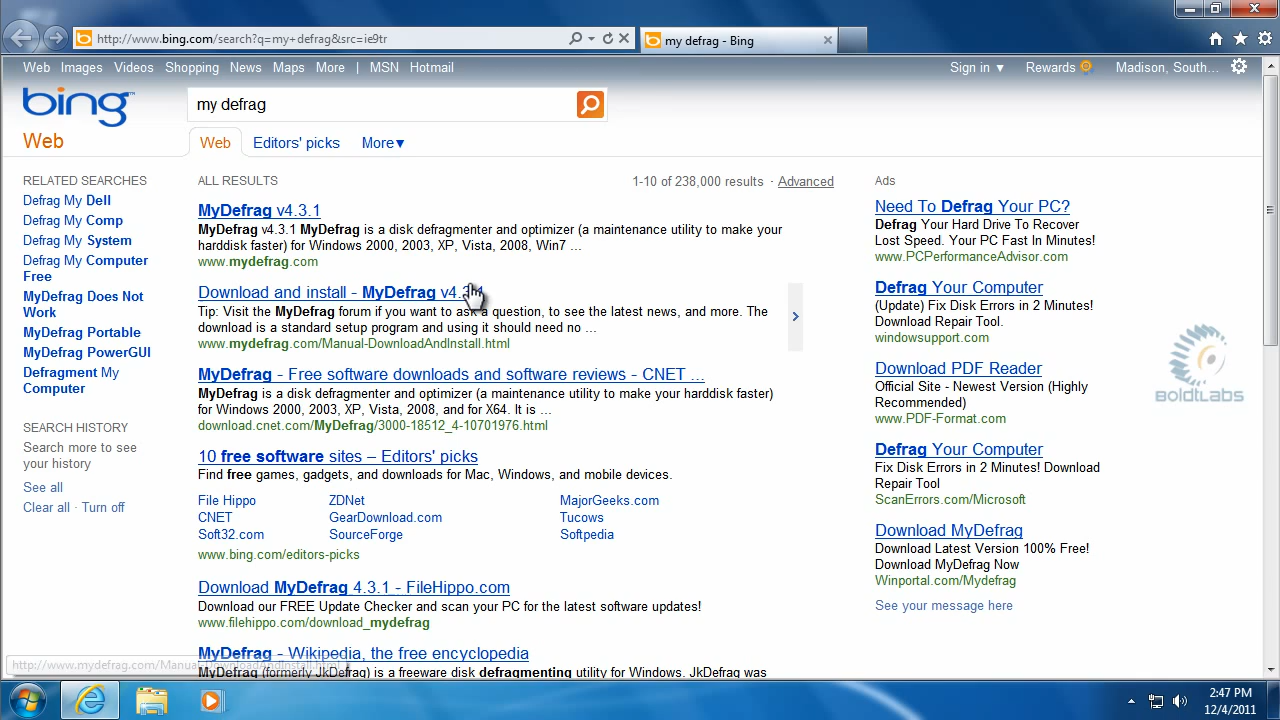 http://www.bing.com/search?q=my+defrag&src=ie9tr
my defrag - Bing
Web Images Videos Shopping News Maps More | MSN Hotmail
Sign in Rewards Madison, South...
bing
my defrag
Web
Web Editors' picks More
RELATED SEARCHES
Defrag My Dell
Defrag My Comp
Defrag My System
Defrag My Computer
Free
MyDefrag Does Not
Work
MyDefrag Portable
MyDefrag PowerGUI
Defragment My
Computer
SEARCH HISTORY
Search more to see
your history
See all
Clear all · Turn off
ALL RESULTS
1-10 of 238,000 results · Advanced
MyDefrag v4.3.1
MyDefrag v4.3.1 MyDefrag is a disk defragmenter and optimizer (a maintenance utility to make your
harddisk faster) for Windows 2000, 2003, XP, Vista, 2008, Win7 ...
www.mydefrag.com
Download and install - MyDefrag
Tip: Visit the MyDefrag forum if you want to ask a question, to see the latest news, and more. The
download is a standard setup program and using it should need no ...
www.mydefrag.com/Manual-DownloadAndInstall.html
MyDefrag - Free software downloads and software reviews - CNET ...
MyDefrag is a disk defragmenter and optimizer (a maintenance utility to make your harddisk faster)
for Windows 2000, 2003, XP, Vista, 2008, and for X64. It is ...
download.cnet.com/MyDefrag/3000-18512_4-10701976.html
10 free software sites – Editors' picks
Find free games, gadgets, and downloads for Mac, Windows, and mobile devices.
File Hippo ZDNet MajorGeeks.com
CNET GearDownload.com Tucows
Soft32.com SourceForge Softpedia
www.bing.com/editors-picks
Download MyDefrag 4.3.1 - FileHippo.com
Download our FREE Update Checker and scan your PC for the latest software updates!
www.filehippo.com/download_mydefrag
MyDefrag - Wikipedia, the free encyclopedia
MyDefrag (formerly JkDefrag) is a freeware disk defragmenting utility for Windows. JkDefrag was
Ads
Need To Defrag Your PC?
Defrag Your Hard Drive To Recover
Lost Speed. Your PC Fast In Minutes!
www.PCPerformanceAdvisor.com
Defrag Your Computer
(Update) Fix Disk Errors in 2 Minutes!
Download Repair Tool.
windowsupport.com
Download PDF Reader
Official Site - Newest Version (Highly
Recommended)
www.PDF-Format.com
Defrag Your Computer
Fix Disk Errors in 2 Minutes! Download
Repair Tool
ScanErrors.com/Microsoft
Download MyDefrag
Download Latest Version 100% Free!
Download MyDefrag Now
Winportal.com/Mydefrag
See your message here
BOLDTLABS
http://www.mydefrag.com/Manual-DownloadAndInstall.html
2:47 PM
12/4/2011